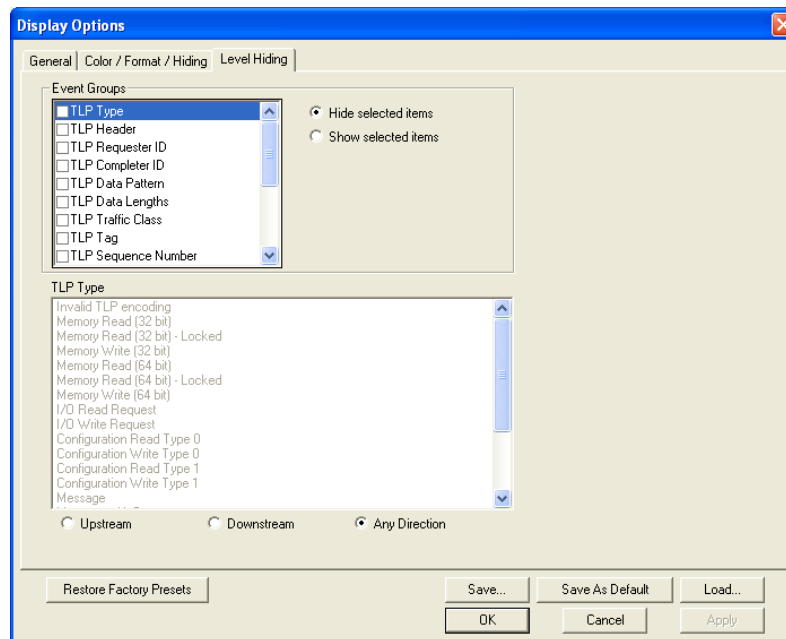 Display Options
General
Color / Format / Hiding
Level Hiding
Event Groups
TLP Type
TLP Header
TLP Requester ID
TLP Completer ID
TLP Data Pattern
TLP Data Lengths
TLP Traffic Class
TLP Tag
TLP Sequence Number
Hide selected items
Show selected items
TLP Type
Invalid TLP encoding
Memory Read (32 bit)
Memory Read (32 bit) - Locked
Memory Write (32 bit)
Memory Read (64 bit)
Memory Read (64 bit) - Locked
Memory Write (64 bit)
I/O Read Request
I/O Write Request
Configuration Read Type 0
Configuration Write Type 0
Configuration Read Type 1
Configuration Write Type 1
Message
Upstream
Downstream
Any Direction
Restore Factory Presets
Save...
Save As Default
Load...
OK
Cancel
Apply